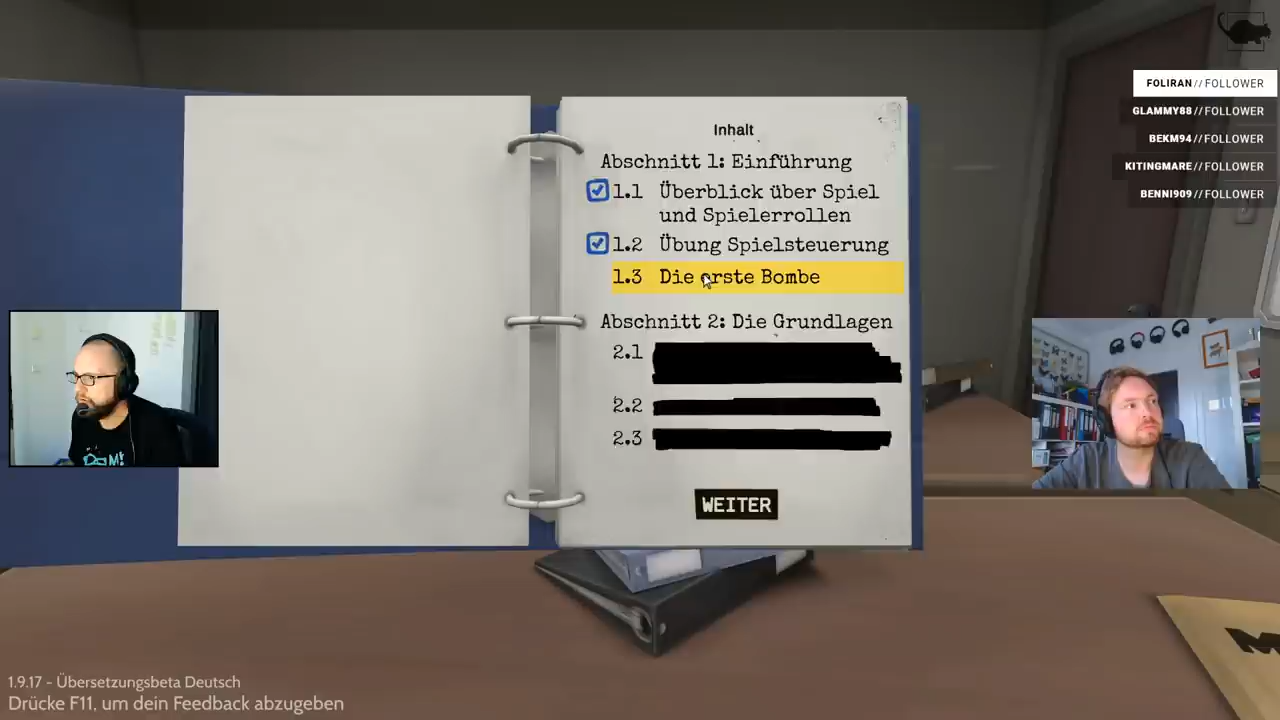 FOLIRAN//FOLLOWER
GLAMMY88//FOLLOWER
BEKM94//FOLLOWER
KITINGMARE//FOLLOWER
BENNI909//FOLLOWER
Inhalt
Abschnitt 1: Einführung
1.1 Überblick über Spiel
und Spielerrollen
1.2 Übung Spielsteuerung
1.3 Die erste Bombe
Abschnitt 2: Die Grundlagen
2.1
2.2
2.3
WEITER
1.9.17 - Übersetzungsbeta Deutsch
Drücke F11, um dein Feedback abzugeben